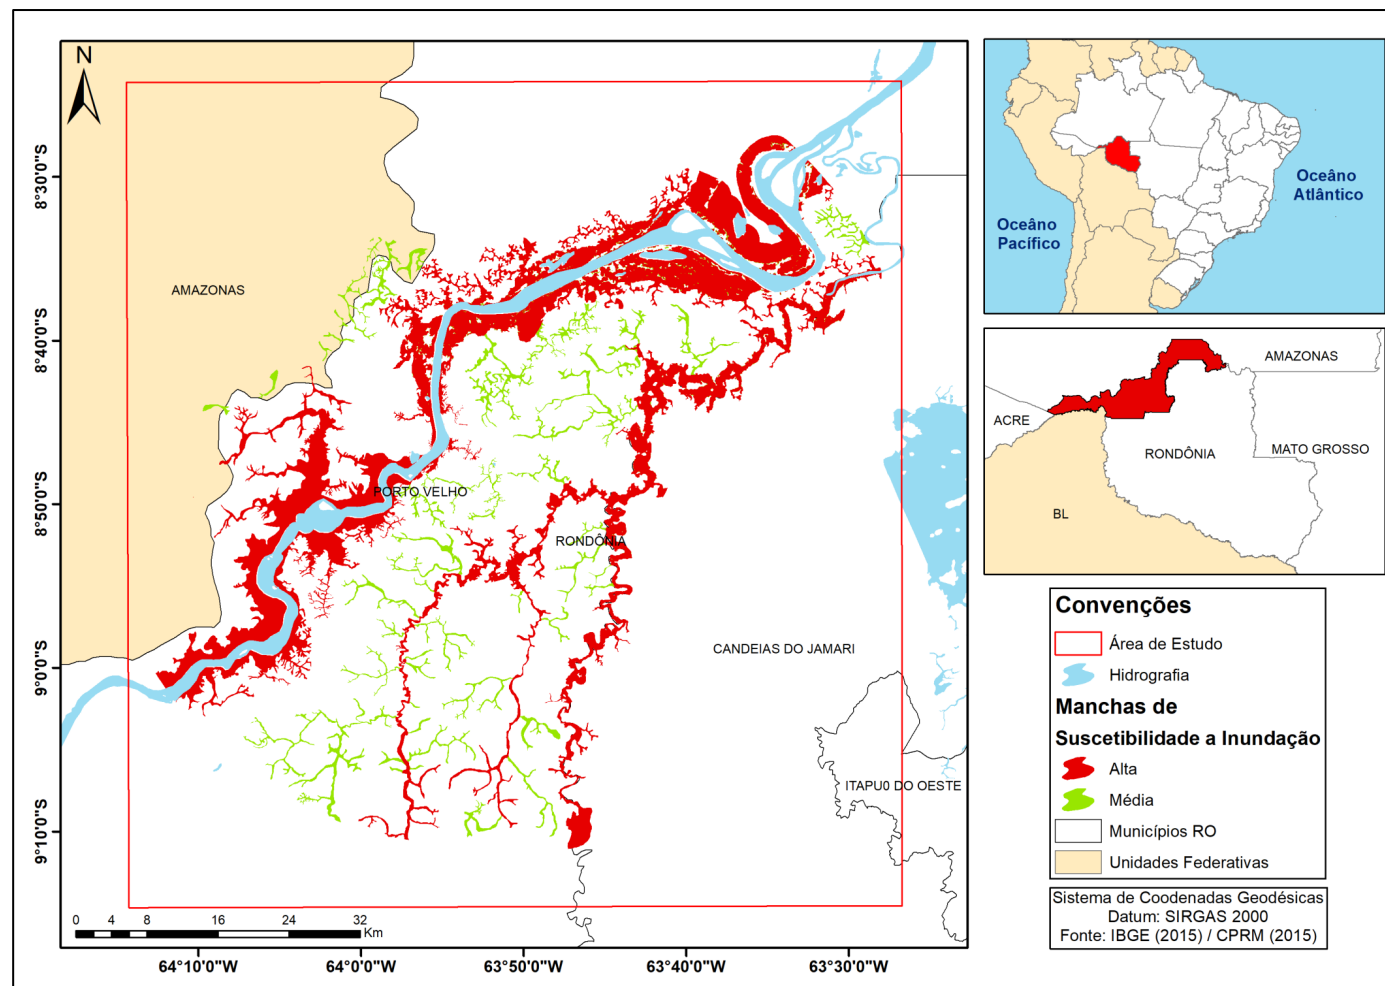 N
8°30'0"S
8°40'0"S
8°50'0"S
9°0'0"S
9°10'0"S
AMAZONAS
PORTO VELHO
RONDÔNIA
CANDEIAS DO JAMARI
ITAPU0 DO OESTE
0 4 8 16 24 32
Km
64°10'0"W 64°0'0"W 63°50'0"W 63°40'0"W 63°30'0"W
Oceâno
Atlântico
Oceâno
Pacífico
AMAZONAS
ACRE
RONDÔNIA
MATO GROSSO
BL
Convenções
Área de Estudo
Hidrografia
Manchas de
Suscetibilidade a Inundação
Alta
Média
Municípios RO
Unidades Federativas
Sistema de Coodenadas Geodésicas
Datum: SIRGAS 2000
Fonte: IBGE (2015) / CPRM (2015)